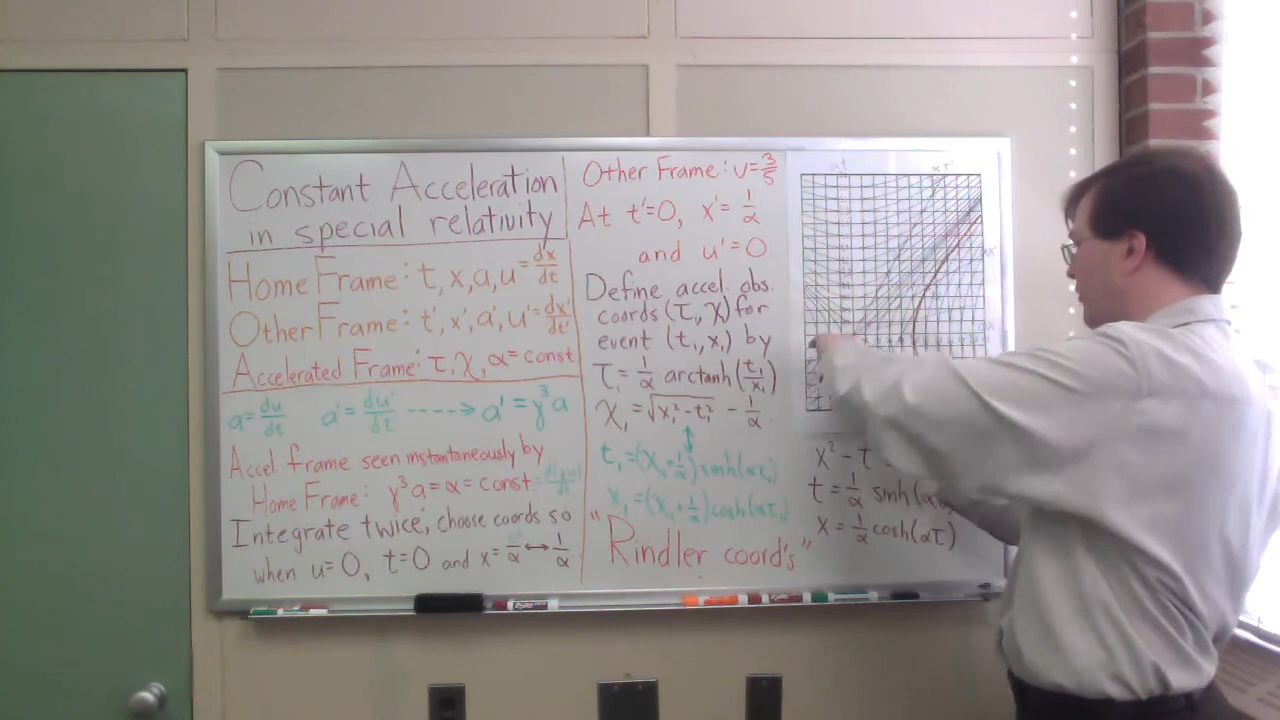 Constant Acceleration
in special relativity
Home Frame: t, x, a, u = dx/dt
Other Frame: t', x', a', u' = dx'/dt'
Accelerated Frame: τ, χ, α = const
a = du/dt a' = du'/dt' ----> a' = γ³a
Accel frame seen instantaneously by
Home Frame: γ³a = α = const = d(γu)/dt
Integrate twice, choose coords so
when u = 0, t = 0 and x = /α ↔ 1/α
Other Frame: v = 3/5
At t' = 0, x' = 1/α
and u' = 0.
Define accel. obs.
coords (τ, χ) for
event (t₁, x₁) by
τ₁ = 1/α arctanh(t₁/x₁)
χ₁ = √x₁² - t₁² - 1/α
t₁ = (χ₁ + 1/α) sinh(ατ₁)
x₁ = (χ₁ + 1/α) cosh(ατ₁)
"Rindler coord's"
x² - t
t = 1/α sinh(α
x = 1/α cosh(ατ)